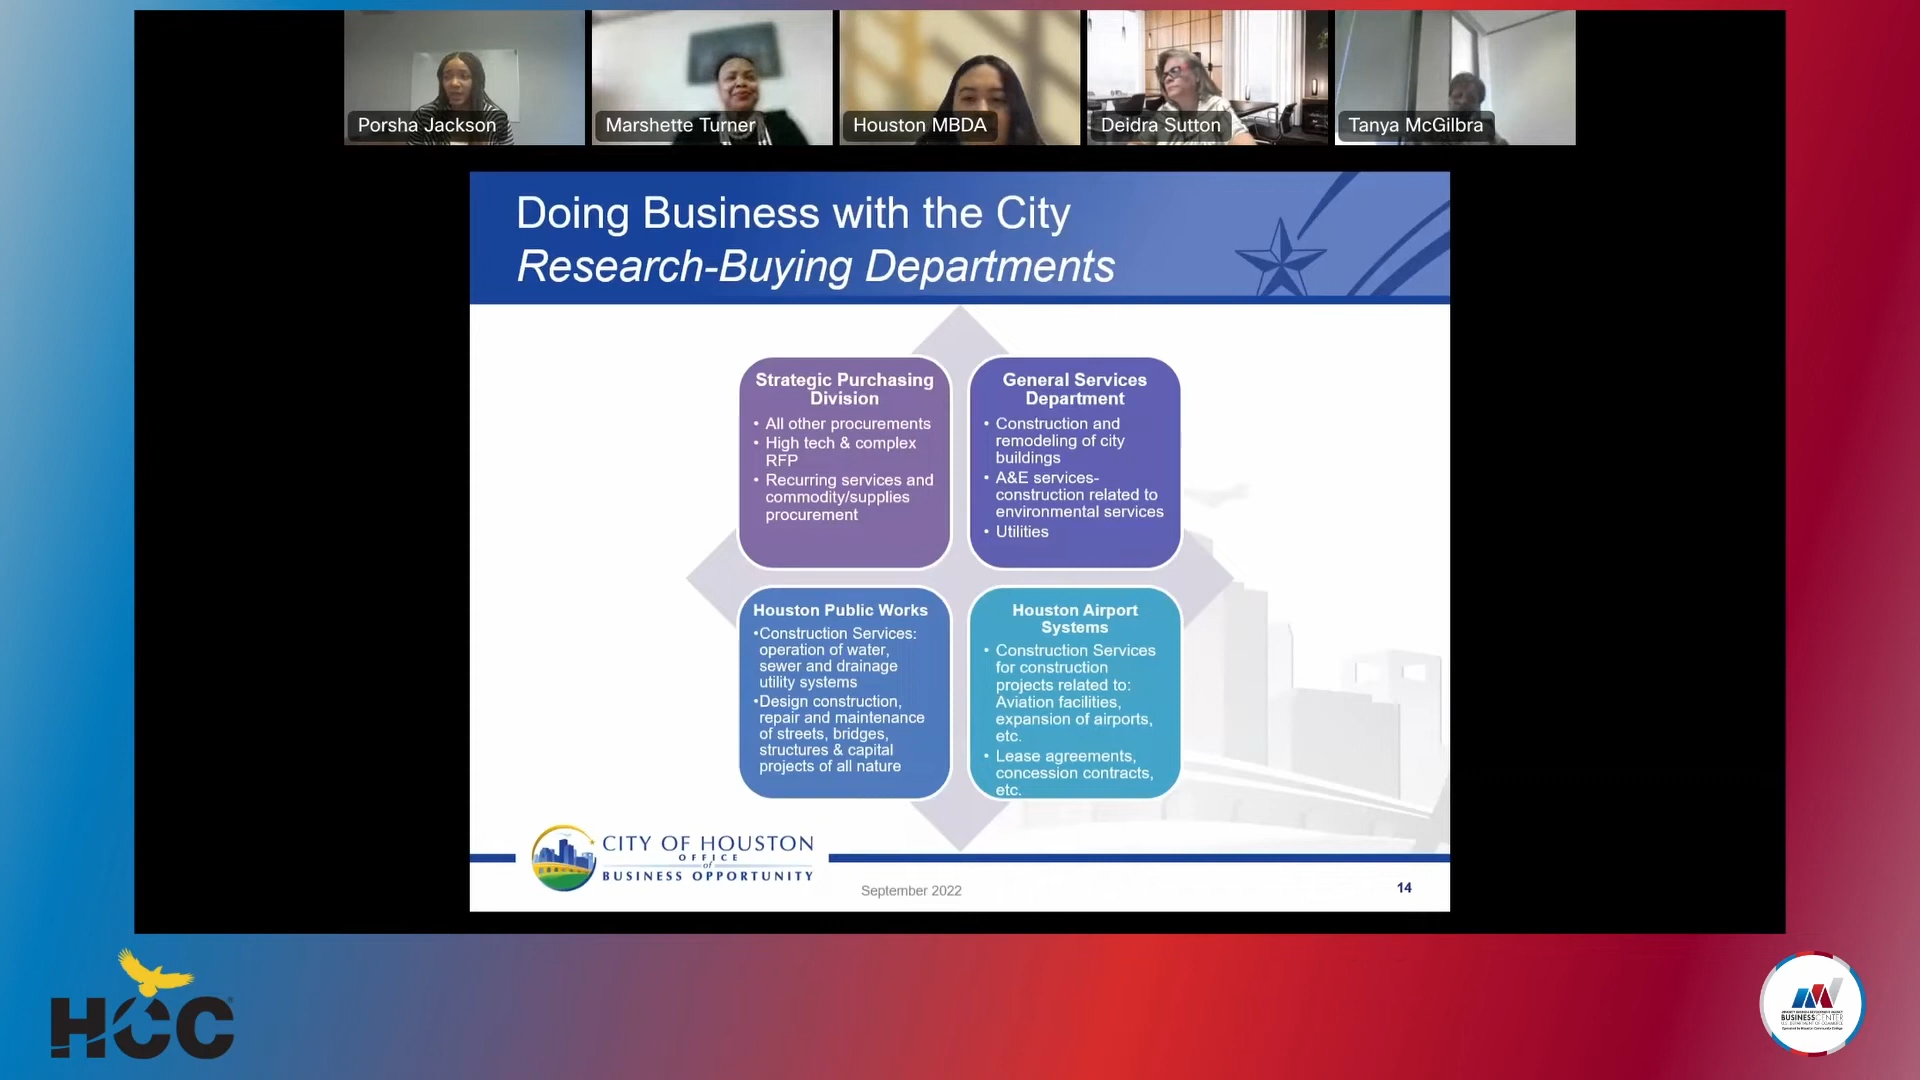 Porsha Jackson
Marshette Turner
Houston MBDA
Deidra Sutton
Tanya McGilbra
Doing Business with the City
Research-Buying Departments
Strategic Purchasing
Division
• All other procurements
• High tech & complex
RFP
• Recurring services and
commodity/supplies
procurement
General Services
Department
• Construction and
remodeling of city
buildings
• A&E services-
construction related to
environmental services
• Utilities
Houston Public Works
•Construction Services:
operation of water,
sewer and drainage
utility systems
•Design construction,
repair and maintenance
of streets, bridges,
structures & capital
projects of all nature
Houston Airport
Systems
• Construction Services
for construction
projects related to:
Aviation facilities,
expansion of airports,
etc.
• Lease agreements,
concession contracts,
etc.
CITY OF HOUSTON
OFFICE
of
BUSINESS OPPORTUNITY
September 2022
14
HCC
BUSINESS CENTER
U.S. DEPARTMENT OF COMMERCE